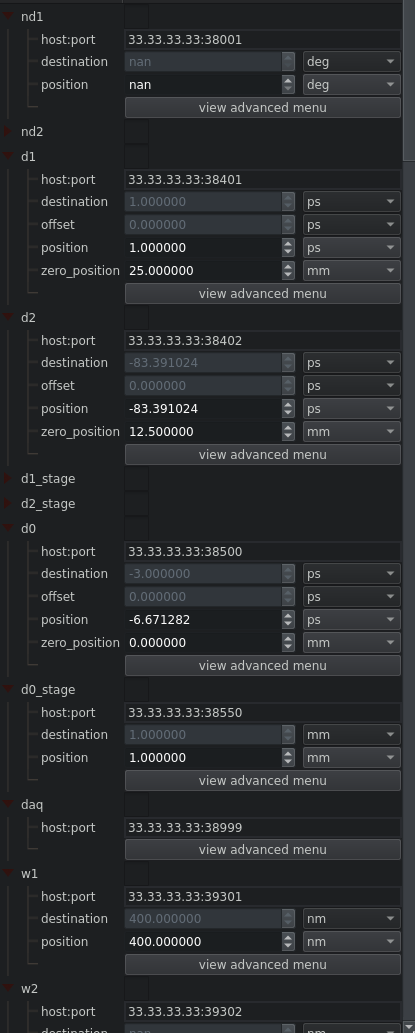 nd1
host:port 33.33.33.33:38001
destination nan deg
position nan deg
view advanced menu
nd2
d1
host:port 33.33.33.33:38401
destination 1.000000 ps
offset 0.000000 ps
position 1.000000 ps
zero_position 25.000000 mm
view advanced menu
d2
host:port 33.33.33.33:38402
destination -83.391024 ps
offset 0.000000 ps
position -83.391024 ps
zero_position 12.500000 mm
view advanced menu
d1_stage
d2_stage
d0
host:port 33.33.33.33:38500
destination -3.000000 ps
offset 0.000000 ps
position -6.671282 ps
zero_position 0.000000 mm
view advanced menu
d0_stage
host:port 33.33.33.33:38550
destination 1.000000 mm
position 1.000000 mm
view advanced menu
daq
host:port 33.33.33.33:38999
view advanced menu
w1
host:port 33.33.33.33:39301
destination 400.000000 nm
position 400.000000 nm
view advanced menu
w2
host:port 33.33.33.33:39302
destination nan nm